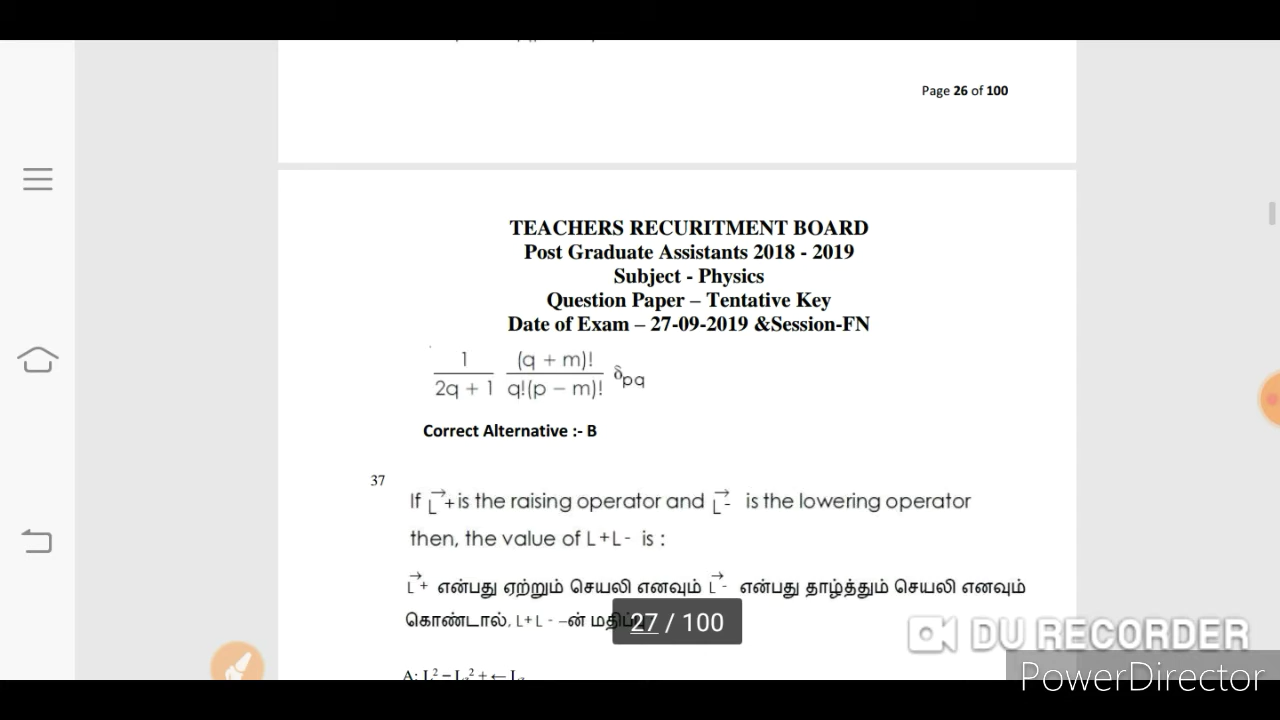 Page 26 of 100
TEACHERS RECURITMENT BOARD
Post Graduate Assistants 2018 - 2019
Subject - Physics
Question Paper – Tentative Key
Date of Exam – 27-09-2019 &Session-FN
1 (q + m)!
2q + 1 q!(p − m)! δpq
Correct Alternative :- B
37
If L⃗+ is the raising operator and L⃗- is the lowering operator
then, the value of L+L- is :
L⃗+ என்பது ஏற்றும் செயலி எனவும் L⃗- என்பது தாழ்த்தும் செயலி எனவும்
கொண்டால், L+L- –ன்
27 / 100
DU RECORDER
PowerDirector